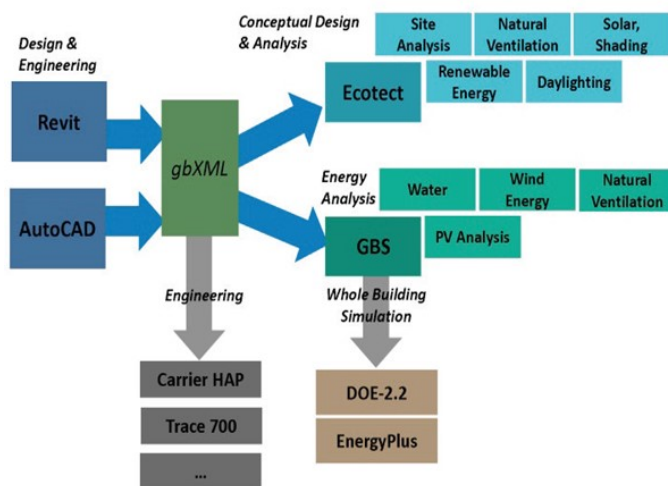 Design &
Engineering
Revit
AutoCAD
gbXML
Conceptual Design
& Analysis
Ecotect
Site
Analysis
Natural
Ventilation
Solar,
Shading
Renewable
Energy
Daylighting
Energy
Analysis
GBS
Water
Wind
Energy
Natural
Ventilation
PV Analysis
Engineering
Carrier HAP
Trace 700
...
Whole Building
Simulation
DOE-2.2
EnergyPlus